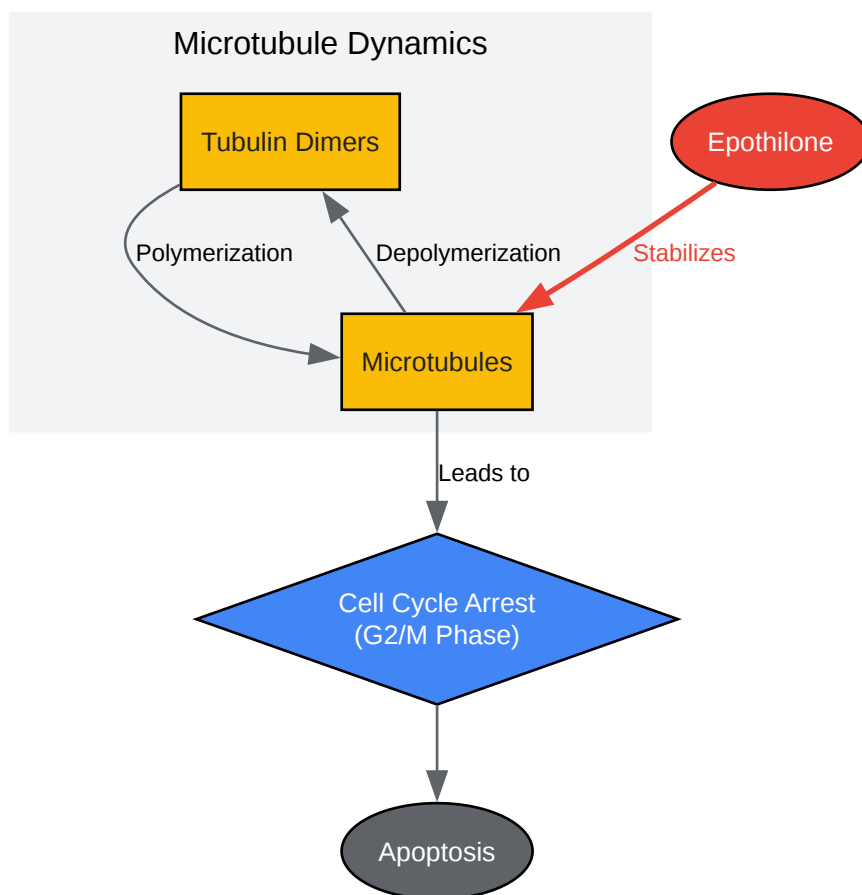 Microtubule Dynamics
Tubulin Dimers
Epothilone
Polymerization
Depolymerization
Stabilizes
Microtubules
Leads to
Cell Cycle Arrest
(G2/M Phase)
Apoptosis